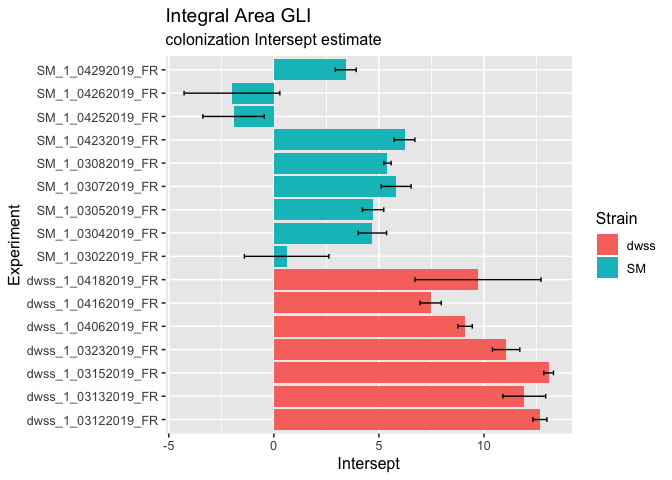 Integral Area GLI
colonization Intersept estimate
Experiment
SM_1_04292019_FR
SM_1_04262019_FR
SM_1_04252019_FR
SM_1_04232019_FR
SM_1_03082019_FR
SM_1_03072019_FR
SM_1_03052019_FR
SM_1_03042019_FR
SM_1_03022019_FR
dwss_1_04182019_FR
dwss_1_04162019_FR
dwss_1_04062019_FR
dwss_1_03232019_FR
dwss_1_03152019_FR
dwss_1_03132019_FR
dwss_1_03122019_FR
-5 0 5 10
Intersept
Strain
dwss
SM